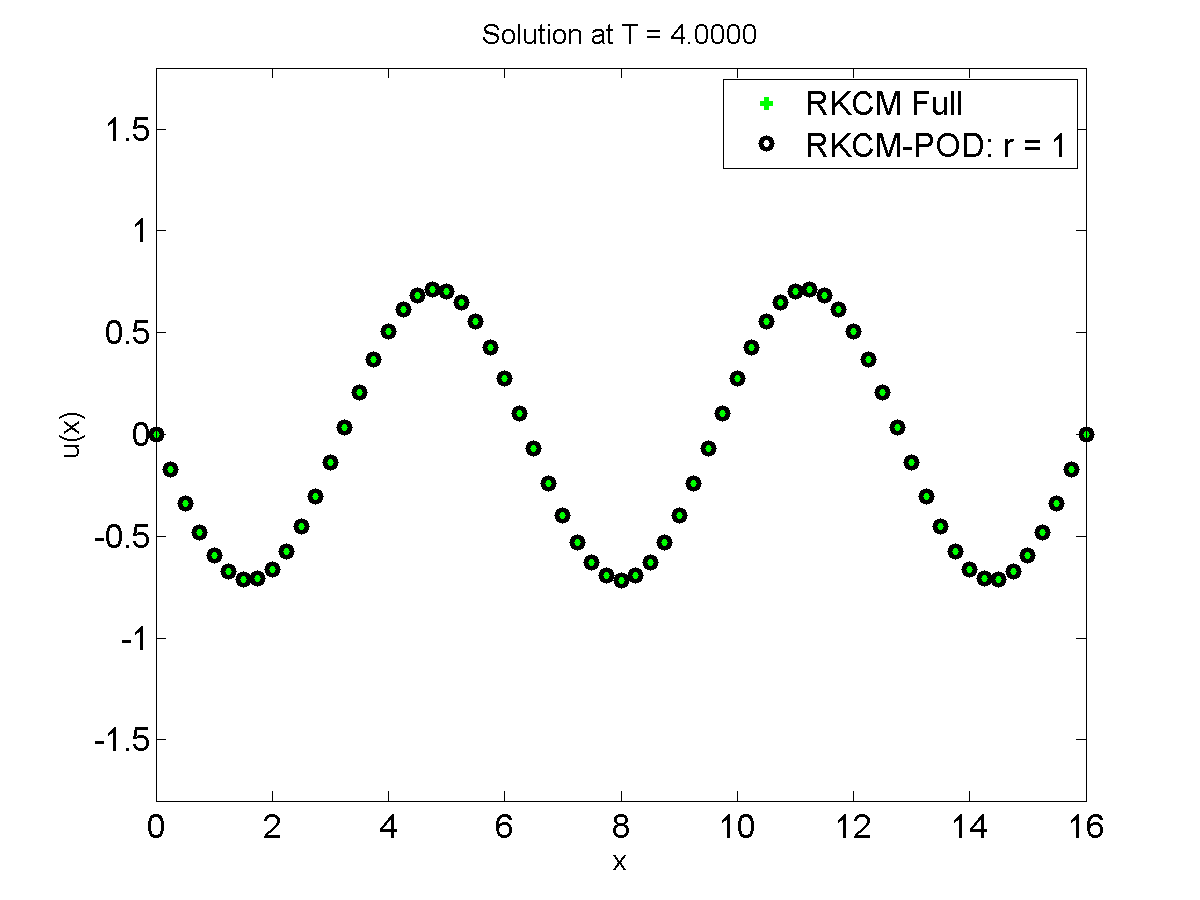 Solution at T = 4.0000
RKCM Full
RKCM-POD: r = 1
1.5
1
0.5
0
-0.5
-1
-1.5
u(x)
0 2 4 6 8 10 12 14 16
x